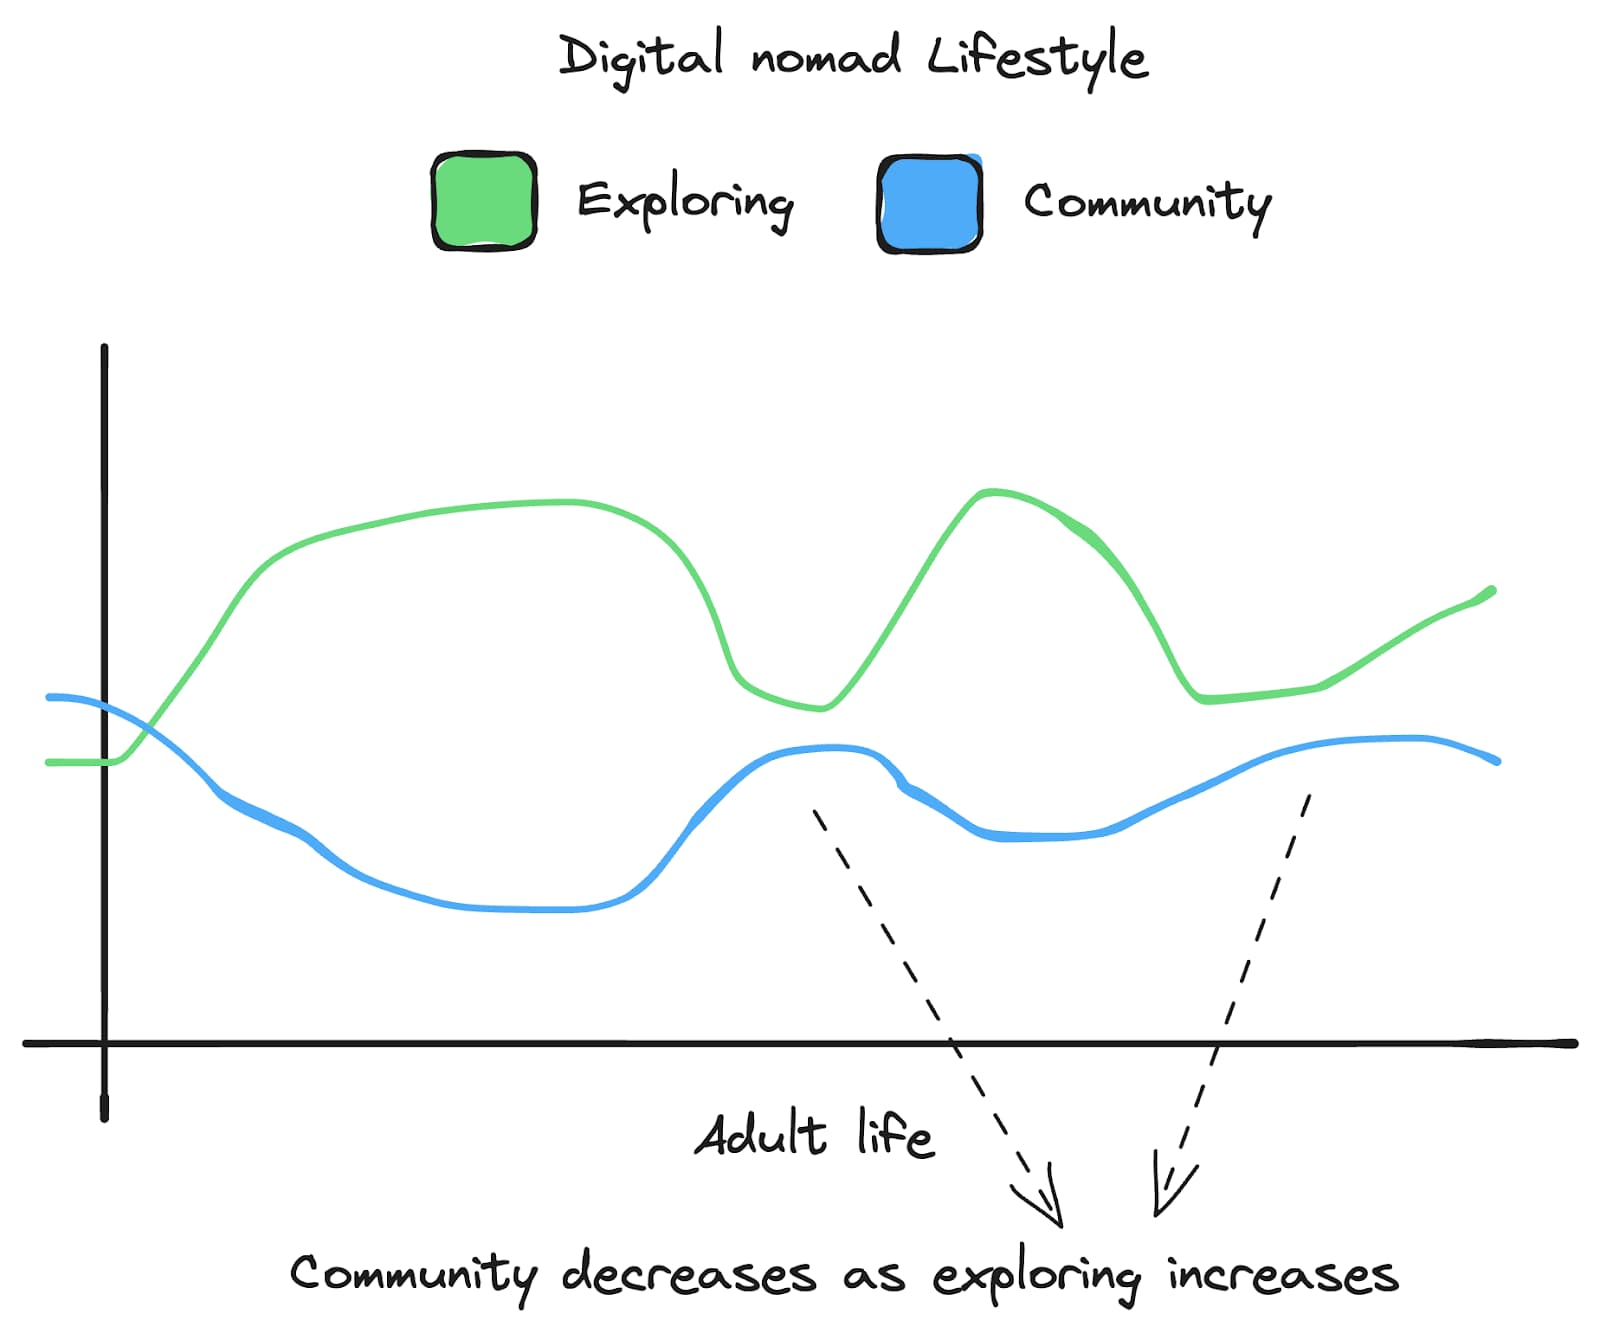 Digital nomad Lifestyle
Exploring
Community
Adult life
Community decreases as exploring increases